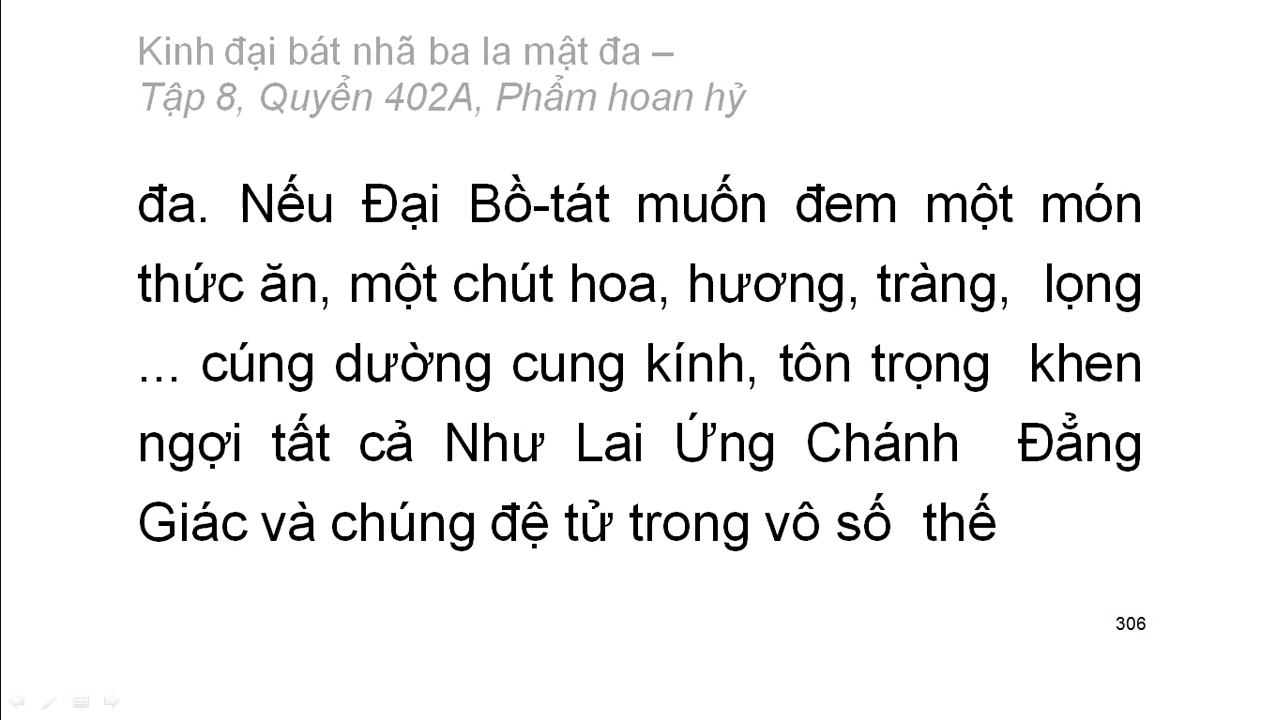 Kinh đại bát nhã ba la mật đa –
Tập 8, Quyển 402A, Phẩm hoan hỷ
đa. Nếu Đại Bồ-tát muốn đem một món
thức ăn, một chút hoa, hương, tràng, lọng
... cúng dường cung kính, tôn trọng khen
ngợi tất cả Như Lai Ứng Chánh Đẳng
Giác và chúng đệ tử trong vô số thế
306